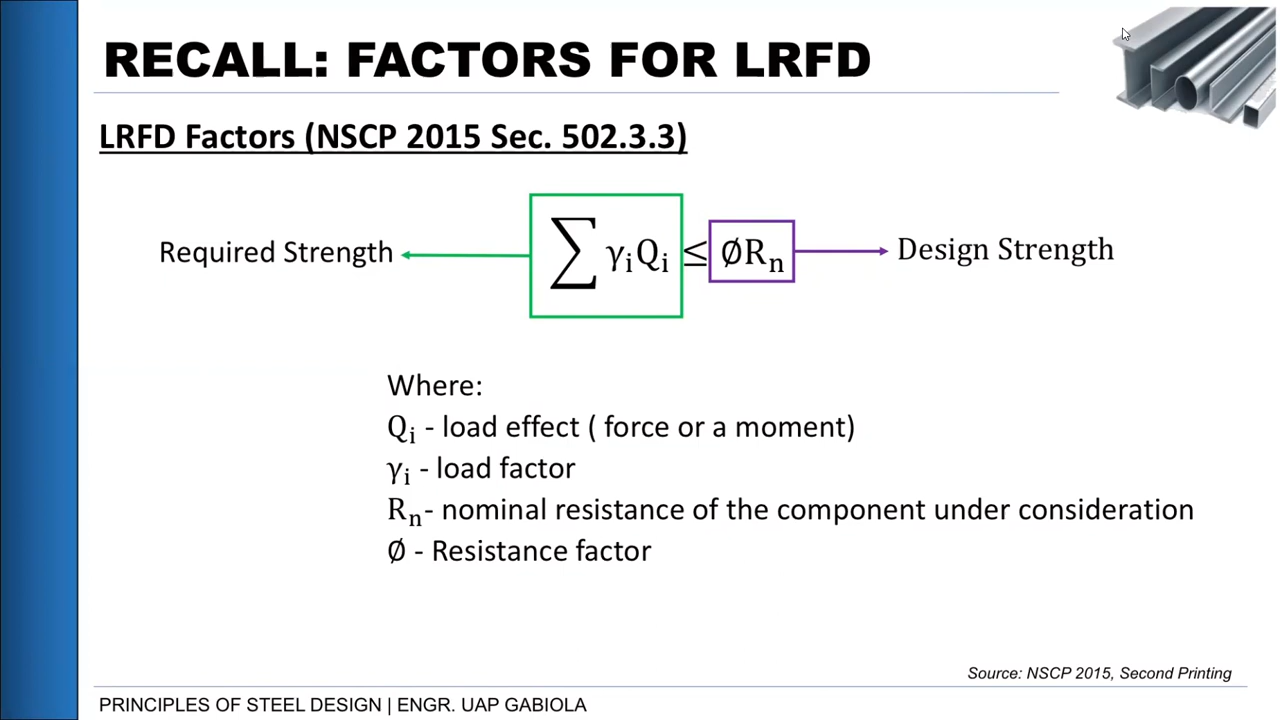 RECALL: FACTORS FOR LRFD
LRFD Factors (NSCP 2015 Sec. 502.3.3)
Required Strength ∑ γᵢQᵢ ≤ ∅Rₙ Design Strength
Where:
Qᵢ - load effect ( force or a moment)
γᵢ - load factor
Rₙ- nominal resistance of the component under consideration
∅ - Resistance factor
Source: NSCP 2015, Second Printing
PRINCIPLES OF STEEL DESIGN | ENGR. UAP GABIOLA